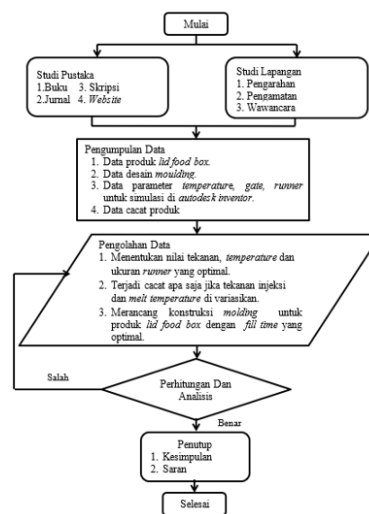 Mulai
Studi Pustaka
1.Buku 3. Skripsi
2.Jurnal 4. Website
Studi Lapangan
1. Pengarahan
2. Pengamatan
3. Wawancara
Pengumpulan Data
1. Data produk lid food box.
2. Data desain moulding.
3. Data parameter temperature, gate, runner
untuk simulasi di autodesk inventor.
4. Data cacat produk
Pengolahan Data
1. Menentukan nilai tekanan, temperature dan
ukuran runner yang optimal.
2. Terjadi cacat apa saja jika tekanan injeksi
dan melt temperature di variasikan.
3. Merancang konstruksi molding untuk
produk lid food box dengan fill time yang
optimal.
Salah
Perhitungan Dan
Analisis
Benar
Penutup
1. Kesimpulan
2. Saran
Selesai